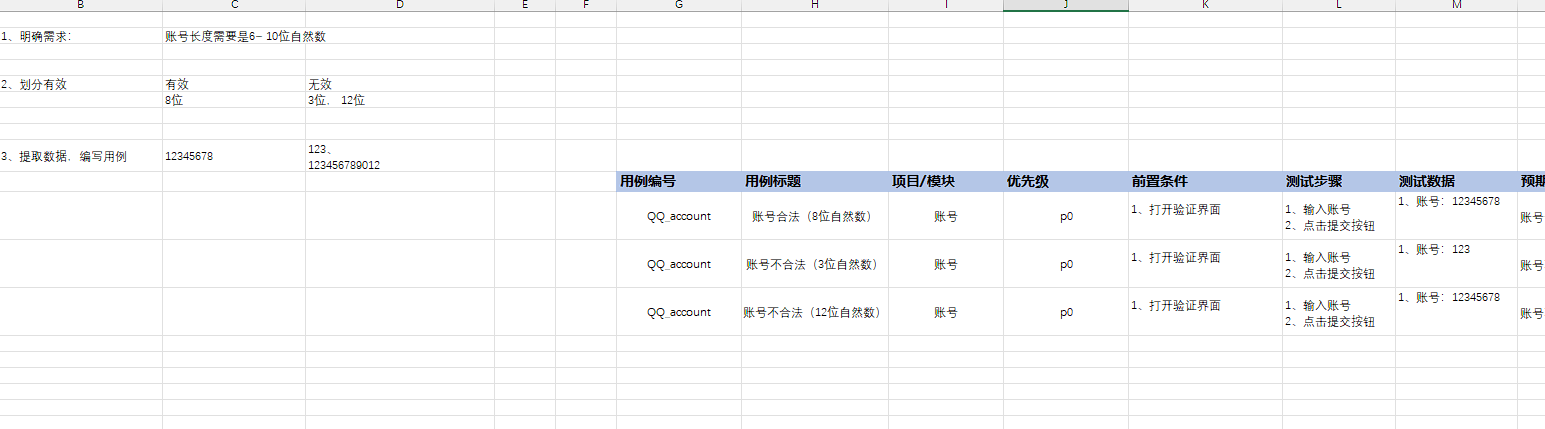 B C D E F G H I J K L M
1、明确需求： 账号长度需要是6- 10位自然数
2、划分有效 有效 无效
8位 3位、 12位
3、提取数据、编写用例 12345678 123、
123456789012
用例编号 用例标题 项目/模块 优先级 前置条件 测试步骤 测试数据 预期
QQ_account 账号合法（8位自然数） 账号 p0 1、打开验证界面 1、输入账号 1、账号：12345678 账号
2、点击提交按钮
QQ_account 账号不合法（3位自然数） 账号 p0 1、打开验证界面 1、输入账号 1、账号：123 账号
2、点击提交按钮
QQ_account 账号不合法（12位自然数） 账号 p0 1、打开验证界面 1、输入账号 1、账号：12345678 账号
2、点击提交按钮